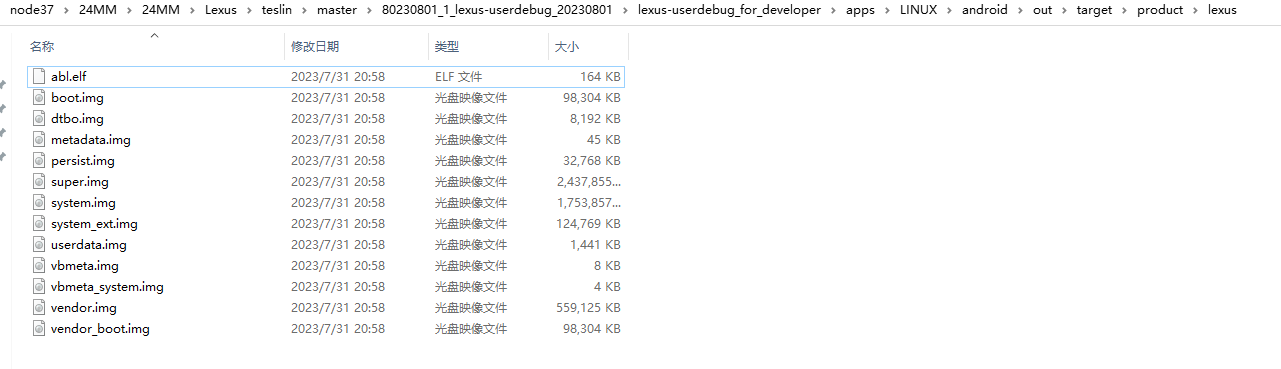 node37 > 24MM > 24MM > Lexus > teslin > master > 80230801_1_lexus-userdebug_20230801 > lexus-userdebug_for_developer > apps > LINUX > android > out > target > product > lexus
名称 修改日期 类型 大小
abl.elf 2023/7/31 20:58 ELF 文件 164 KB
boot.img 2023/7/31 20:58 光盘映像文件 98,304 KB
dtbo.img 2023/7/31 20:58 光盘映像文件 8,192 KB
metadata.img 2023/7/31 20:58 光盘映像文件 45 KB
persist.img 2023/7/31 20:58 光盘映像文件 32,768 KB
super.img 2023/7/31 20:58 光盘映像文件 2,437,855...
system.img 2023/7/31 20:58 光盘映像文件 1,753,857...
system_ext.img 2023/7/31 20:58 光盘映像文件 124,769 KB
userdata.img 2023/7/31 20:58 光盘映像文件 1,441 KB
vbmeta.img 2023/7/31 20:58 光盘映像文件 8 KB
vbmeta_system.img 2023/7/31 20:58 光盘映像文件 4 KB
vendor.img 2023/7/31 20:58 光盘映像文件 559,125 KB
vendor_boot.img 2023/7/31 20:58 光盘映像文件 98,304 KB